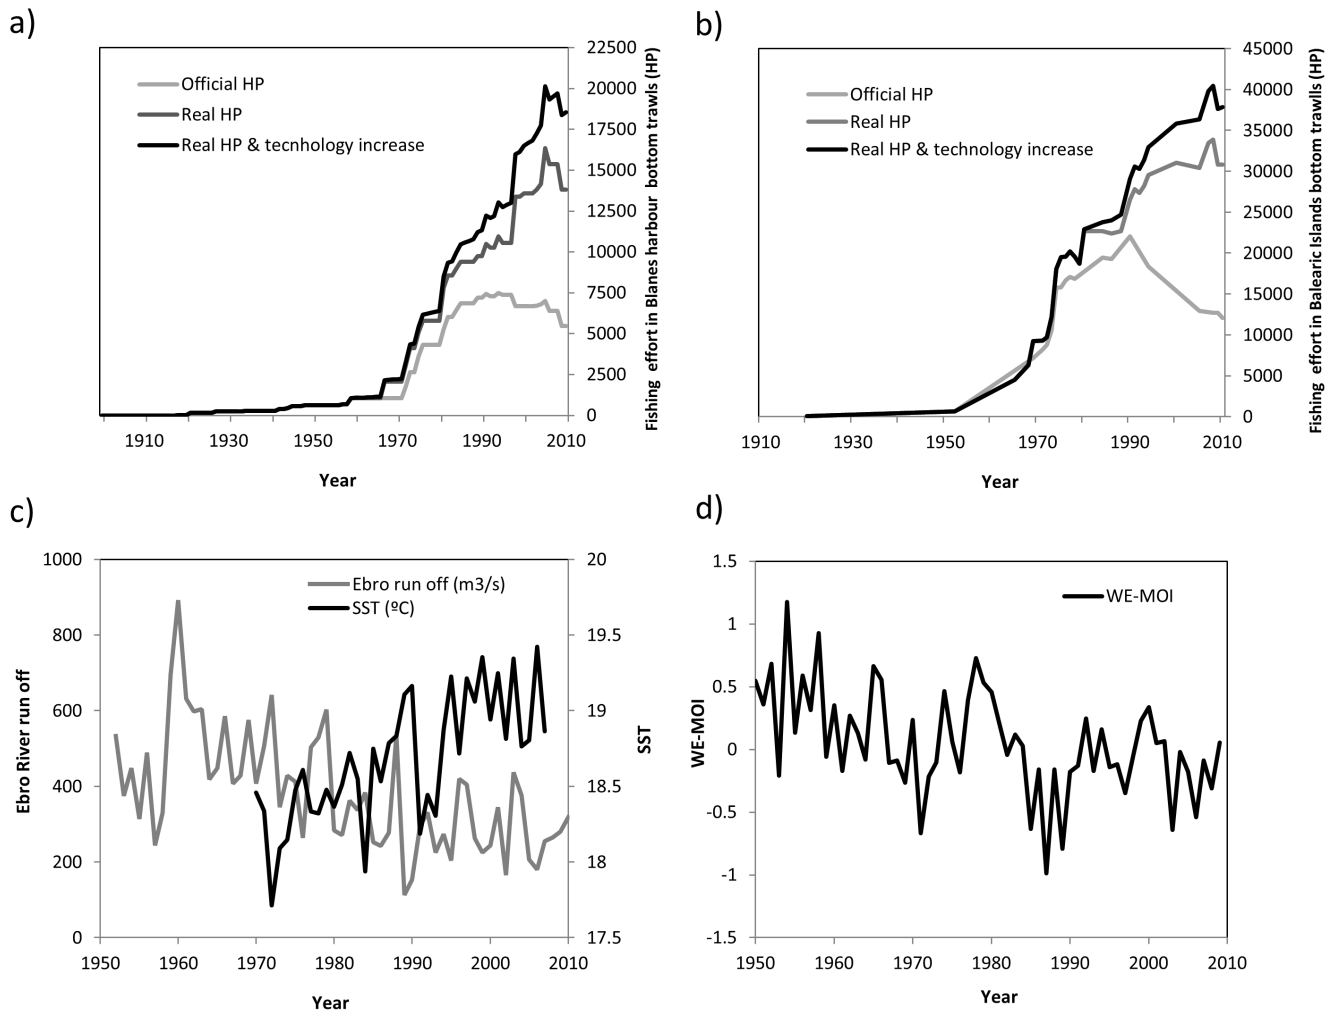 a)
Official HP
Real HP
Real HP & tecnhology increase
22500
20000
17500
15000
12500
10000
7500
5000
2500
0
Fishing effort in Blanes harbour bottom trawls (HP)
1910 1930 1950 1970 1990 2010
Year
b)
Official HP
Real HP
Real HP & technology increase
45000
40000
35000
30000
25000
20000
15000
10000
5000
0
Fishing effort in Balearic Islands bottom trawlls (HP)
1910 1930 1950 1970 1990 2010
Year
c)
Ebro run off (m3/s)
SST (ºC)
1000
800
600
400
200
0
Ebro River run off
20
19.5
19
18.5
18
17.5
SST
1950 1960 1970 1980 1990 2000 2010
Year
d)
WE-MOI
1.5
1
0.5
0
-0.5
-1
-1.5
WE-MOI
1950 1960 1970 1980 1990 2000 2010
Year